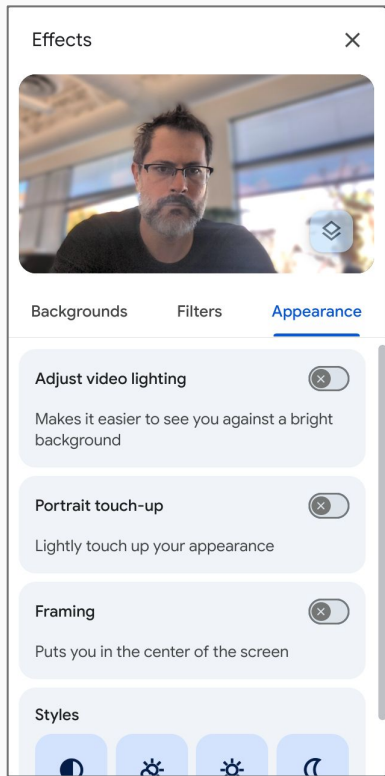 Effects
Backgrounds
Filters
Appearance
Adjust video lighting
Makes it easier to see you against a bright
background
Portrait touch-up
Lightly touch up your appearance
Framing
Puts you in the center of the screen
Styles